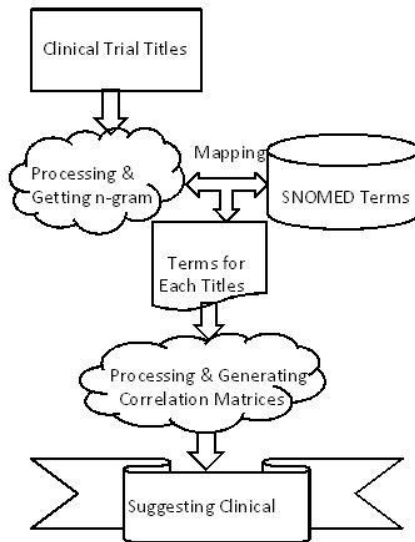 Clinical Trial Titles
Mapping
Processing &
Getting n-gram
SNOMED Terms
Terms for
Each Titles
Processing & Generating
Correlation Matrices
Suggesting Clinical